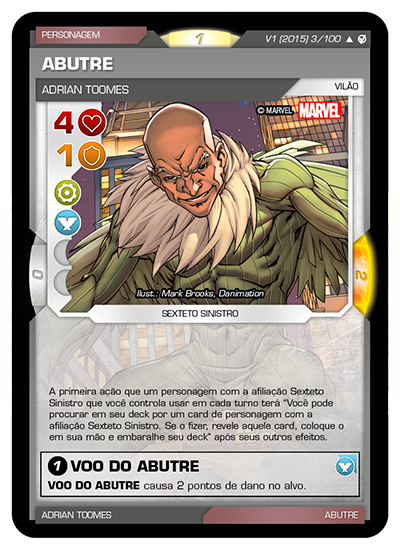 PERSONAGEM
1
V1 (2015) 3/100
ABUTRE
ADRIAN TOOMES
VILÃO
© MARVEL MARVEL
4
1
0
2
Ilust.: Mark Brooks, Danimation
SEXTETO SINISTRO
A primeira ação que um personagem com a afiliação Sexteto
Sinistro que você controla usar em cada turno terá "Você pode
procurar em seu deck por um card de personagem com a
afiliação Sexteto Sinistro. Se o fizer, revele aquele card, coloque o
em sua mão e embaralhe seu deck" após seus outros efeitos.
1 VOO DO ABUTRE
VOO DO ABUTRE causa 2 pontos de dano no alvo.
ADRIAN TOOMES
ABUTRE